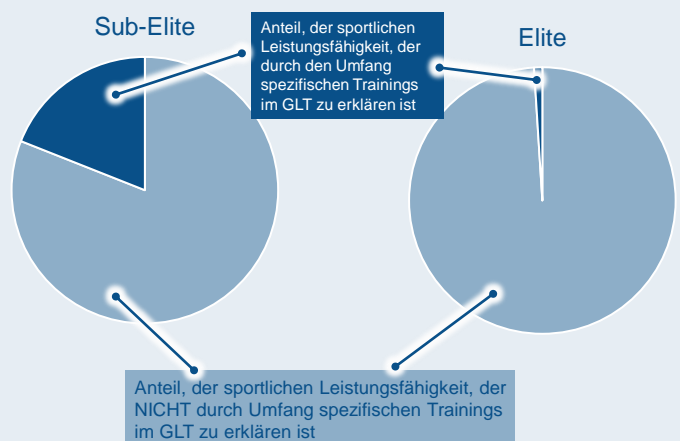 Sub-Elite
Anteil, der sportlichen
Leistungsfähigkeit, der
durch den Umfang
spezifischen Trainings
im GLT zu erklären ist
Elite
Anteil, der sportlichen Leistungsfähigkeit, der
NICHT durch Umfang spezifischen Trainings
im GLT zu erklären ist